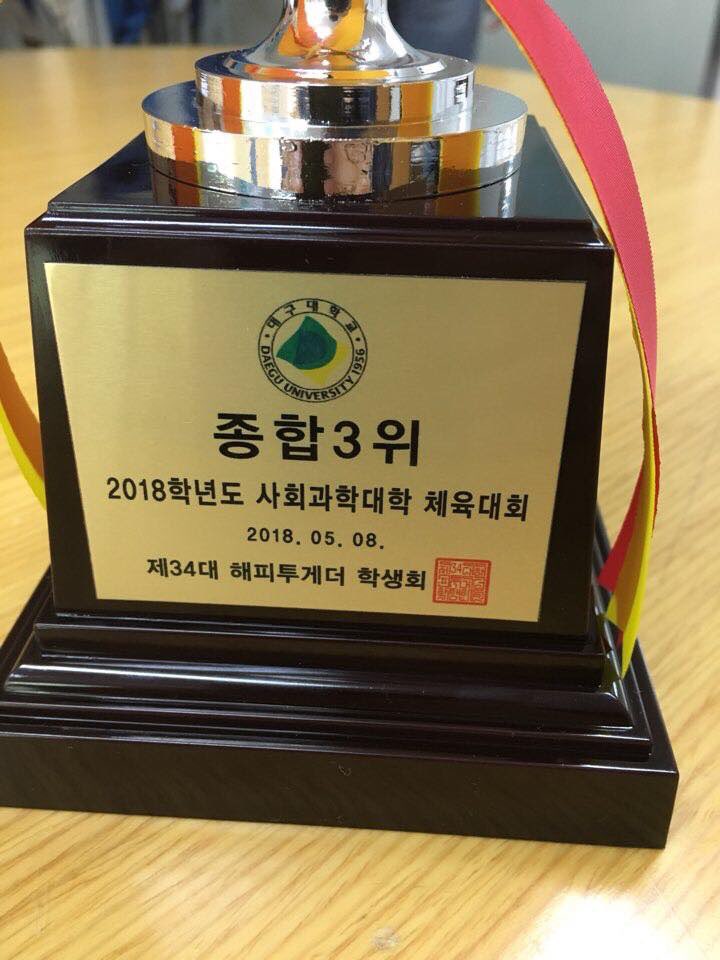 대구대학교
DAEGU UNIVERSITY 1956
종합3위
2018학년도 사회과학대학 체육대회
2018. 05. 08.
제34대 해피투게더 학생회